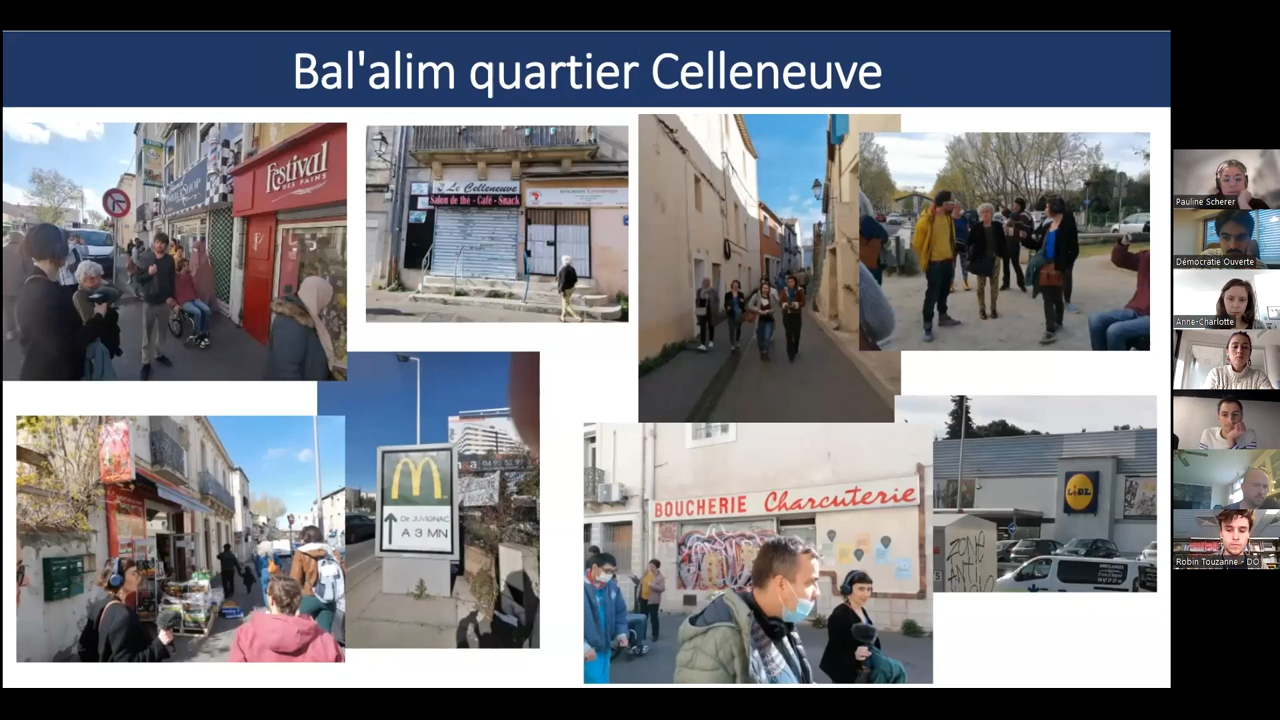 Bal'alim quartier Celleneuve
Festival
DES PAINS
Le Celleneuve
Salon de thé - Café - Snack
M
Dir JUVIGNAC
A 3 MN
BOUCHERIE Charcuterie
LiDL
Pauline Scherer
Démocratie Ouverte
Anne-Charlotte
Robin Touzanne - DO